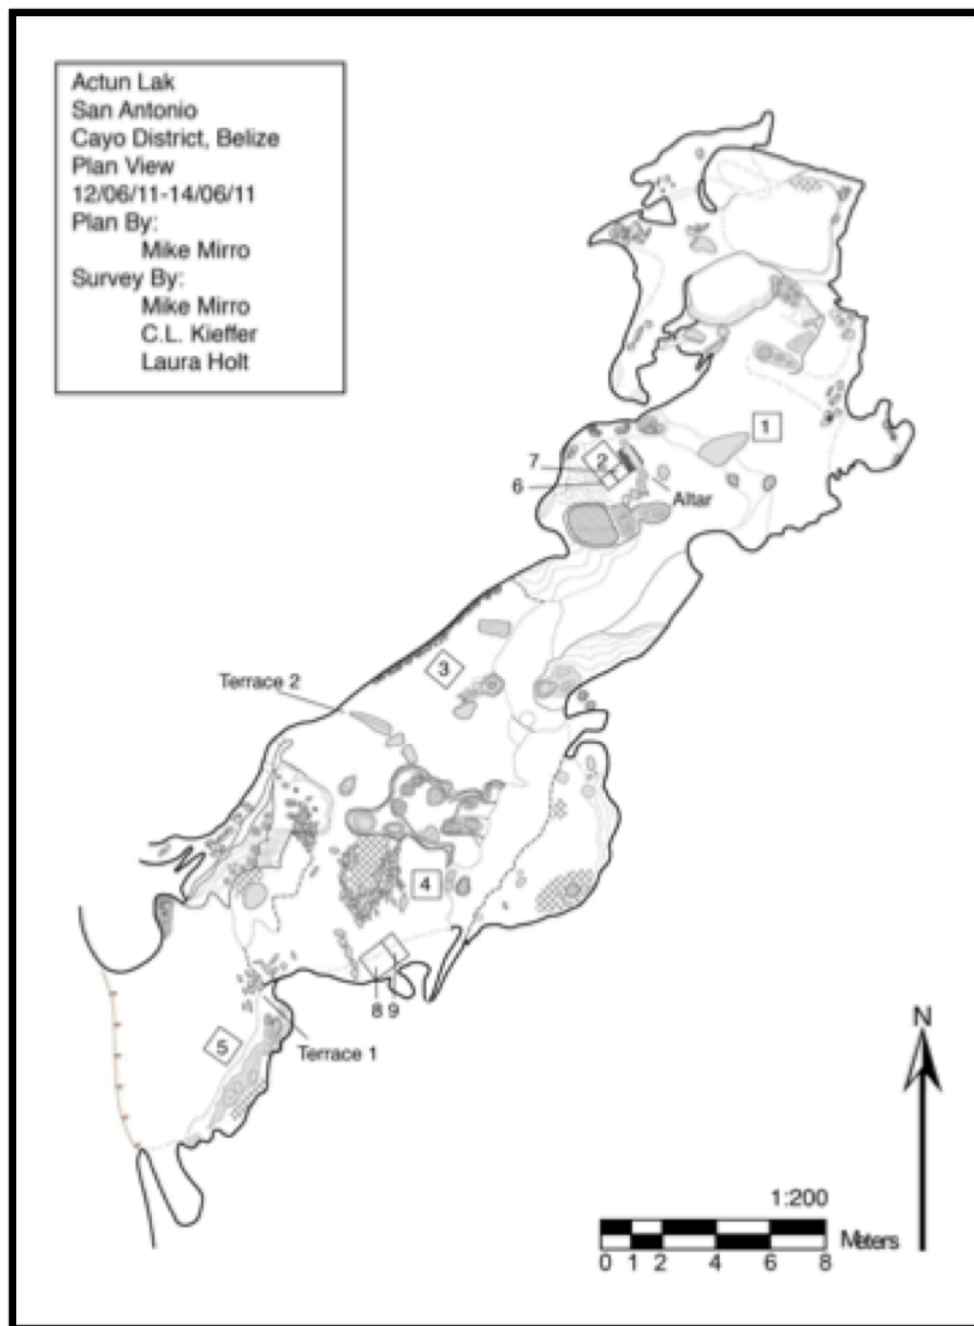 Actun Lak
San Antonio
Cayo District, Belize
Plan View
12/06/11-14/06/11
Plan By:
Mike Mirro
Survey By:
Mike Mirro
C.L. Kieffer
Laura Holt
1
2
7
6
Altar
3
Terrace 2
4
8 9
5
Terrace 1
N
1:200
Meters
0 1 2 4 6 8